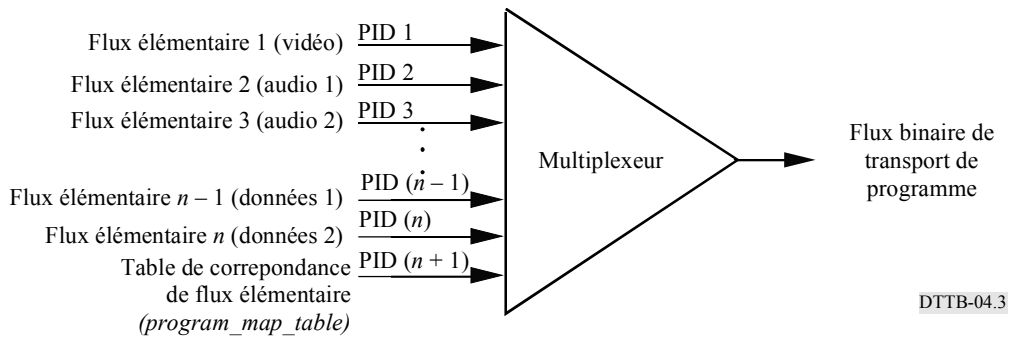 Flux élémentaire 1 (vidéo) PID 1
Flux élémentaire 2 (audio 1) PID 2
Flux élémentaire 3 (audio 2) PID 3
Flux élémentaire n – 1 (données 1) PID (n – 1)
Flux élémentaire n (données 2) PID (n)
Table de correpondance PID (n + 1)
de flux élémentaire
(program_map_table)
Multiplexeur
Flux binaire de
transport de
programme
DTTB-04.3